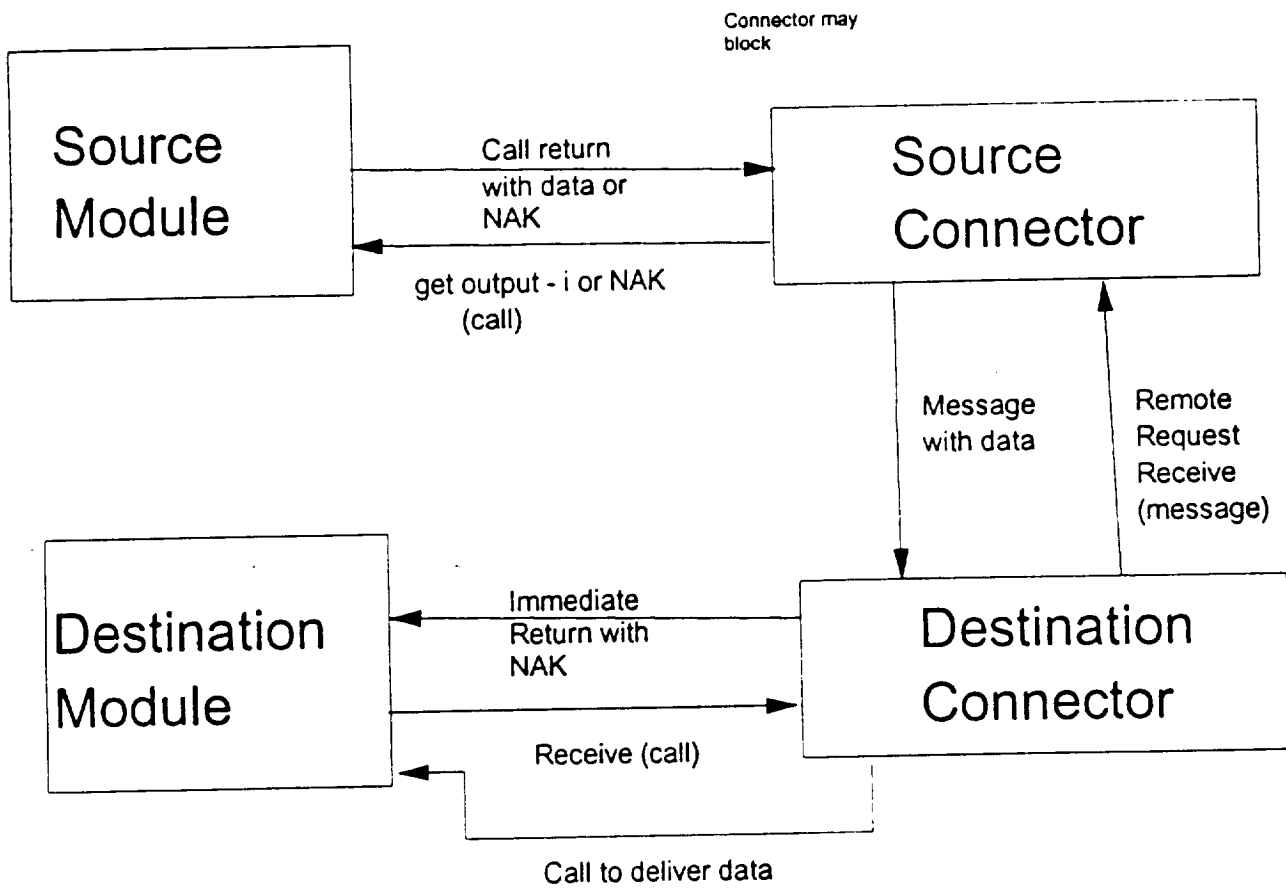 Connector may
block
Source
Module
Call return
with data or
NAK
get output - i or NAK
(call)
Source
Connector
Message
with data
Remote
Request
Receive
(message)
Destination
Module
Immediate
Return with
NAK
Receive (call)
Call to deliver data
Destination
Connector